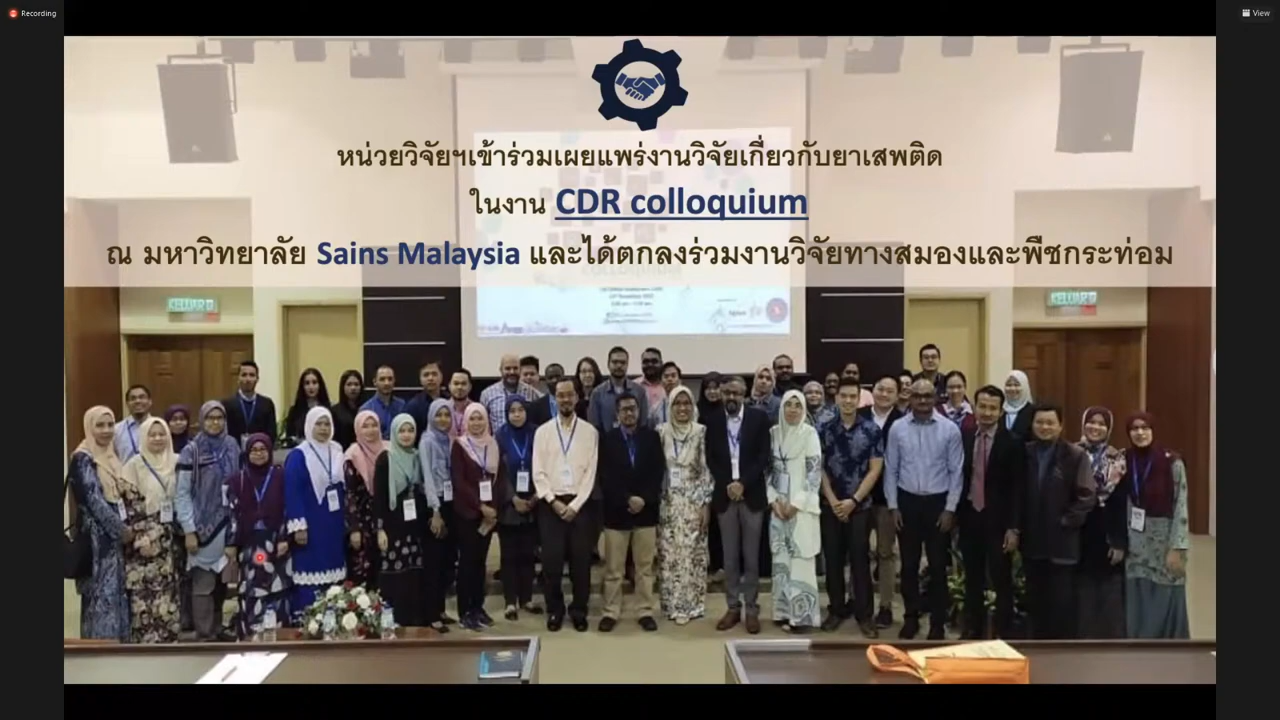 Recording
View
หน่วยวิจัยฯเข้าร่วมเผยแพร่งานวิจัยเกี่ยวกับยาเสพติด
ในงาน CDR colloquium
ณ มหาวิทยาลัย Sains Malaysia และได้ตกลงร่วมงานวิจัยทางสมองและพืชกระท่อม
KELUAR
KELUAR